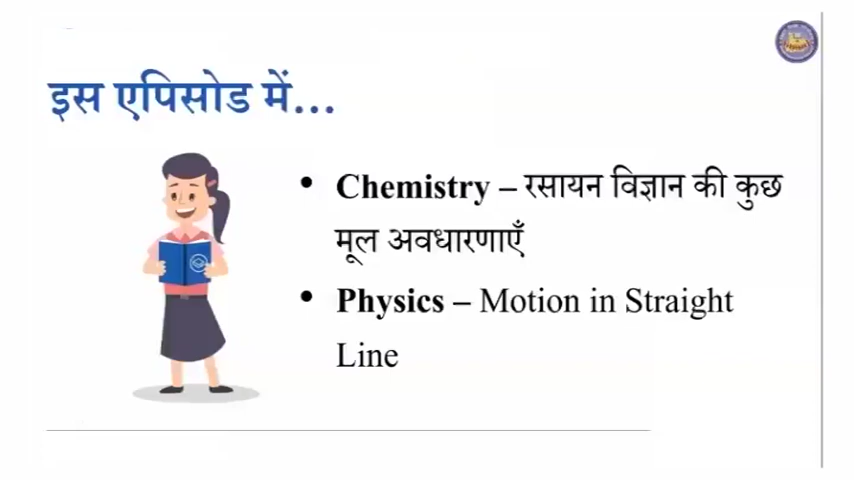 इस एपिसोड में...
• Chemistry – रसायन विज्ञान की कुछ
मूल अवधारणाएँ
• Physics – Motion in Straight
Line